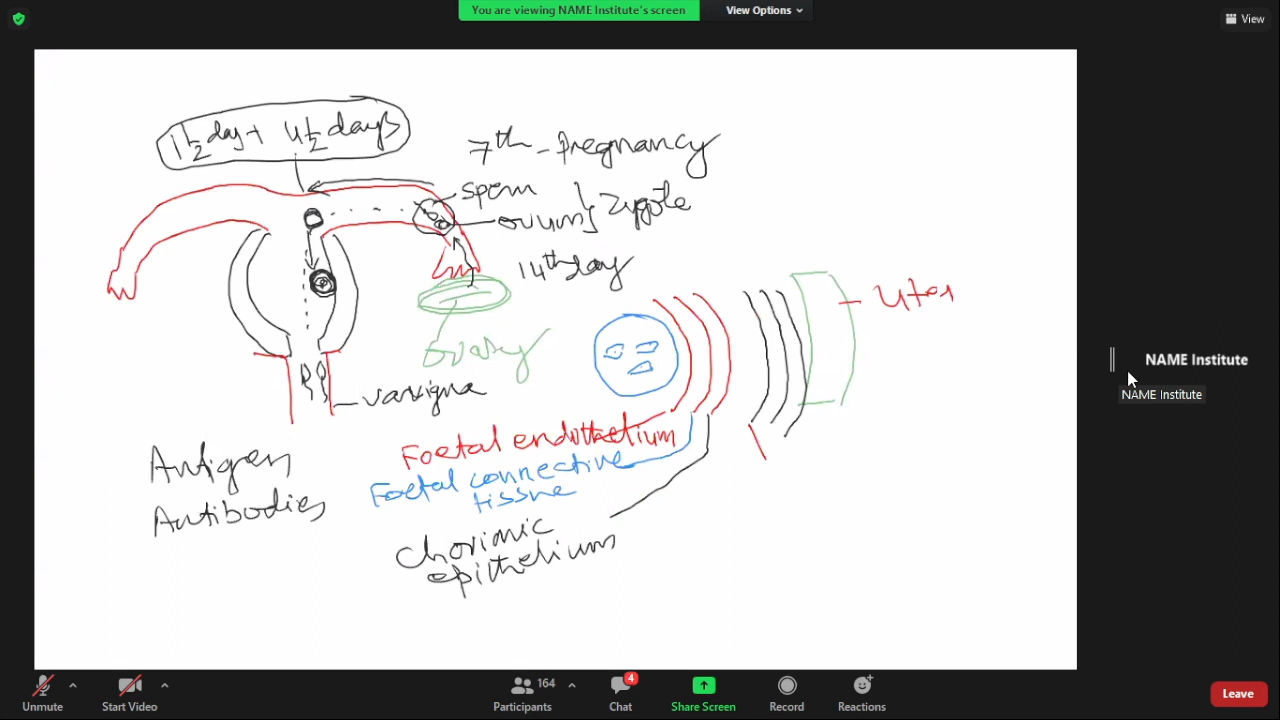 You are viewing NAME Institute's screen
View Options
View
1½ day + 4½ days
7th - pregnancy
sperm
ovum } zygote
14th day
ovary
Uter
NAME Institute
NAME Institute
Antigen
Antibodies
Foetal endothelium
Foetal connective
tissue
chorionic
epithelium
Unmute
Start Video
Participants
164
Chat
4
Share Screen
Record
Reactions
Leave